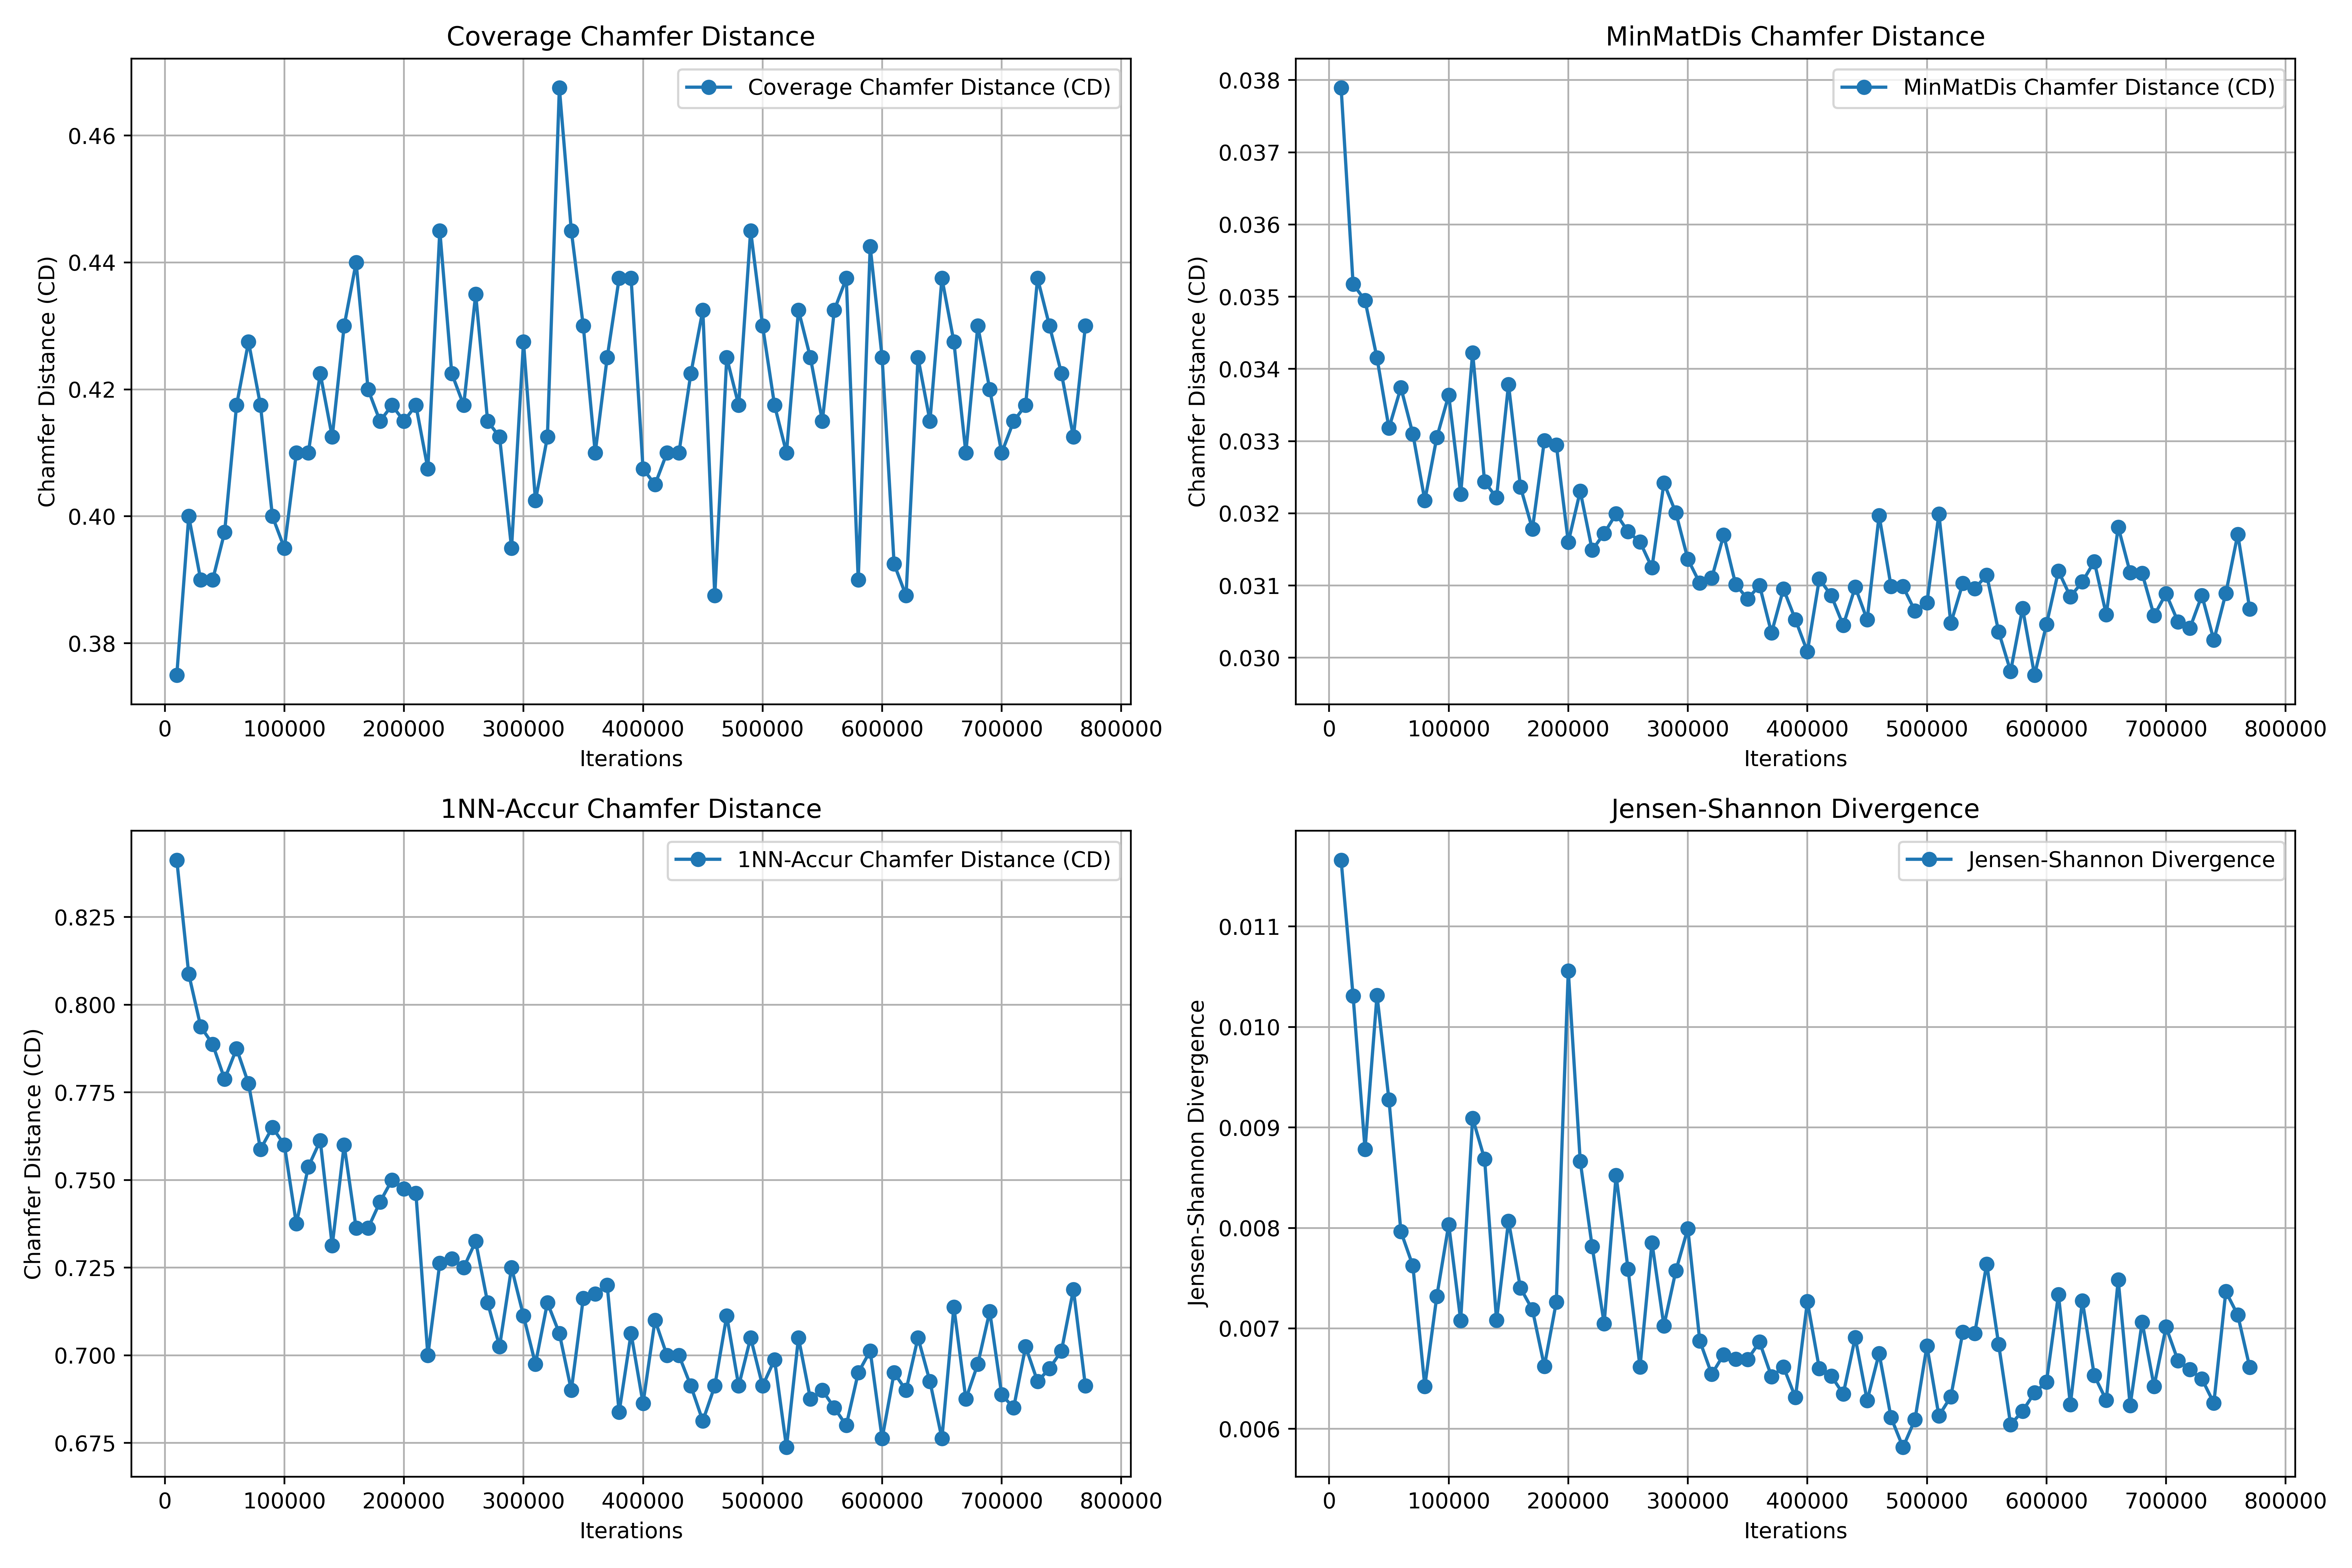 Coverage Chamfer Distance
Coverage Chamfer Distance (CD)
Chamfer Distance (CD)
0.46
0.44
0.42
0.40
0.38
0 100000 200000 300000 400000 500000 600000 700000 800000
Iterations
MinMatDis Chamfer Distance
MinMatDis Chamfer Distance (CD)
Chamfer Distance (CD)
0.038
0.037
0.036
0.035
0.034
0.033
0.032
0.031
0.030
0 100000 200000 300000 400000 500000 600000 700000 800000
Iterations
1NN-Accur Chamfer Distance
1NN-Accur Chamfer Distance (CD)
Chamfer Distance (CD)
0.825
0.800
0.775
0.750
0.725
0.700
0.675
0 100000 200000 300000 400000 500000 600000 700000 800000
Iterations
Jensen-Shannon Divergence
Jensen-Shannon Divergence
Jensen-Shannon Divergence
0.011
0.010
0.009
0.008
0.007
0.006
0 100000 200000 300000 400000 500000 600000 700000 800000
Iterations